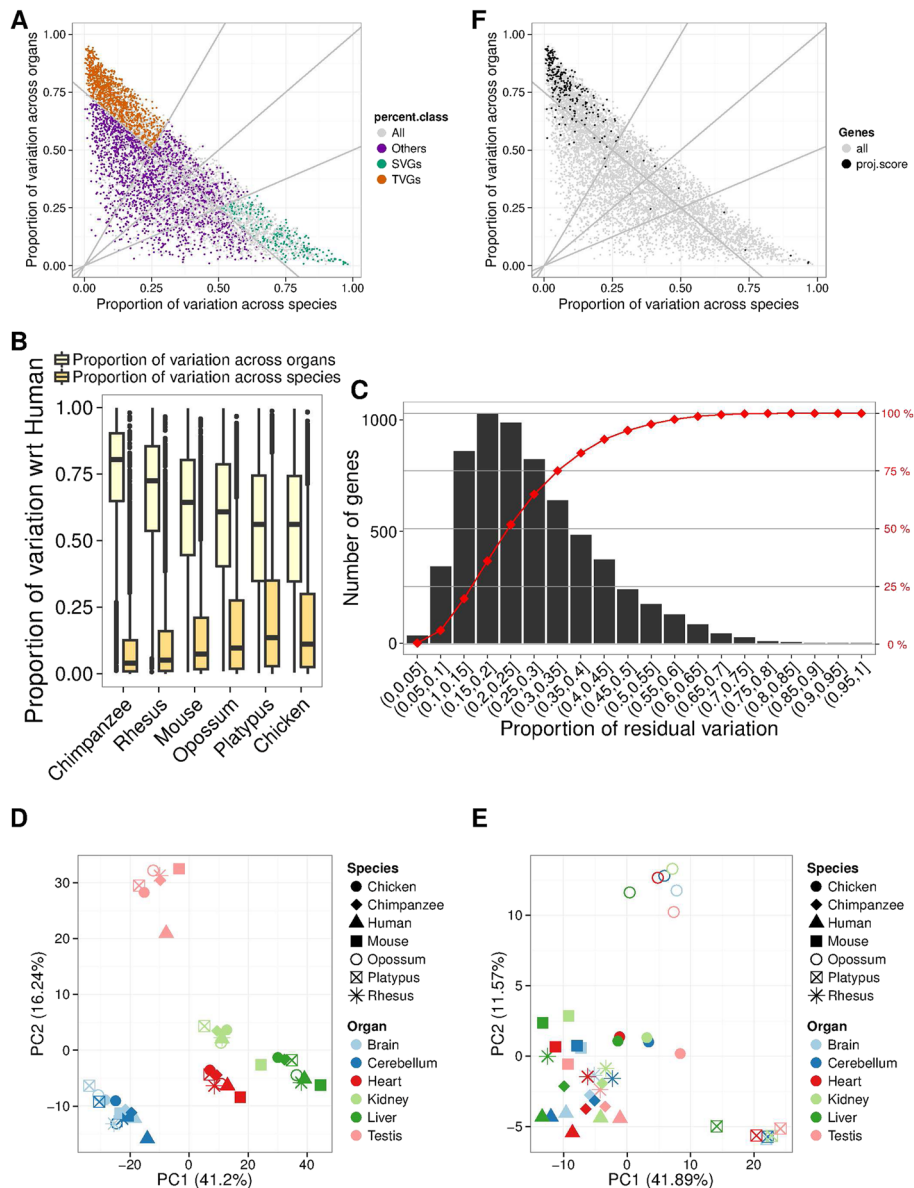 A
1.00
0.75
0.50
0.25
0.00
Proportion of variation across organs
0.00 0.25 0.50 0.75 1.00
Proportion of variation across species
percent.class
All
Others
SVGs
TVGs
F
1.00
0.75
0.50
0.25
0.00
Proportion of variation across organs
0.00 0.25 0.50 0.75 1.00
Proportion of variation across species
Genes
all
proj.score
B
Proportion of variation across organs
Proportion of variation across species
1.00
0.75
0.50
0.25
0.00
Proportion of variation wrt Human
Chimpanzee Rhesus Mouse Opossum Platypus Chicken
C
1000
500
0
Number of genes
100 %
75 %
50 %
25 %
0 %
(0,0.05] (0.05,0.1] (0.1,0.15] (0.15,0.2] (0.2,0.25] (0.25,0.3] (0.3,0.35] (0.35,0.4] (0.4,0.45] (0.45,0.5] (0.5,0.55] (0.55,0.6] (0.6,0.65] (0.65,0.7] (0.7,0.75] (0.75,0.8] (0.8,0.85] (0.85,0.9] (0.9,0.95] (0.95,1]
Proportion of residual variation
D
30
20
10
0
−10
PC2 (16.24%)
−20 0 20 40
PC1 (41.2%)
Species
Chicken
Chimpanzee
Human
Mouse
Opossum
Platypus
Rhesus
Organ
Brain
Cerebellum
Heart
Kidney
Liver
Testis
E
10
5
0
−5
PC2 (11.57%)
−10 0 10 20
PC1 (41.89%)
Species
Chicken
Chimpanzee
Human
Mouse
Opossum
Platypus
Rhesus
Organ
Brain
Cerebellum
Heart
Kidney
Liver
Testis